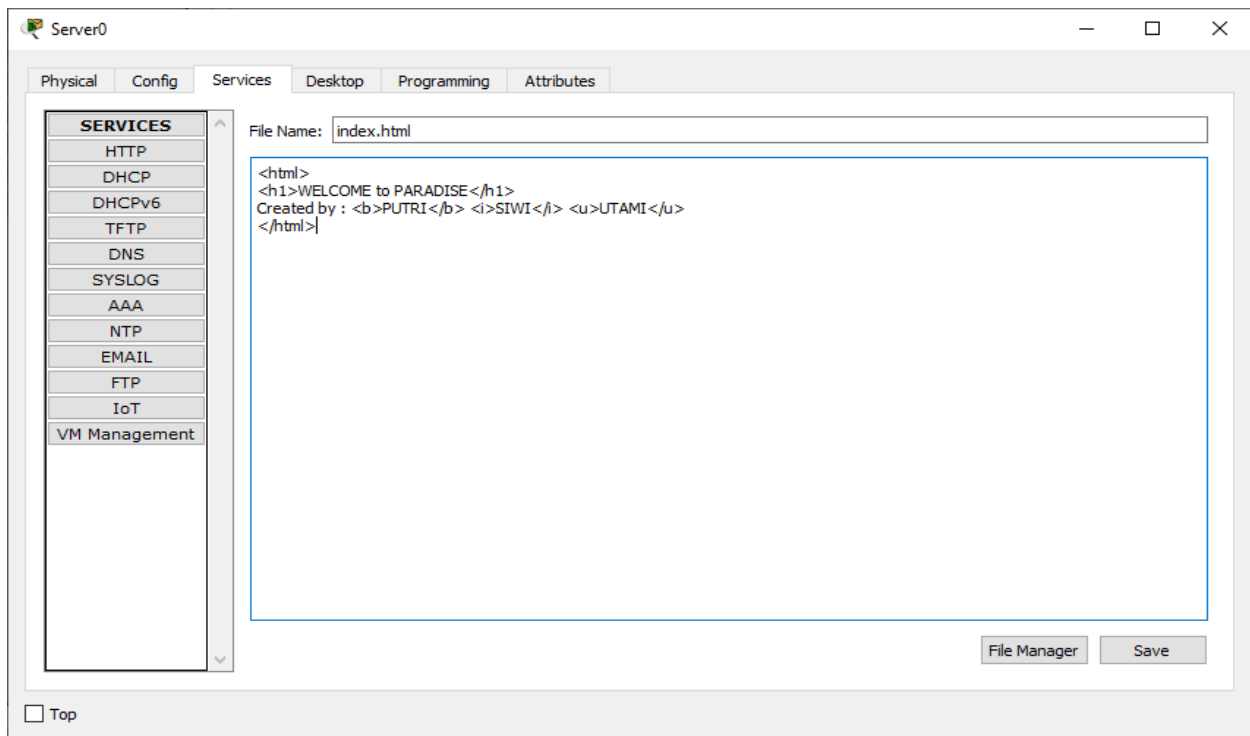 Server0
Physical Config Services Desktop Programming Attributes
SERVICES
HTTP
DHCP
DHCPv6
TFTP
DNS
SYSLOG
AAA
NTP
EMAIL
FTP
IoT
VM Management
File Name: index.html
<html>
<h1>WELCOME to PARADISE</h1>
Created by : <b>PUTRI</b> <i>SIWI</i> <u>UTAMI</u>
</html>
File Manager Save
Top